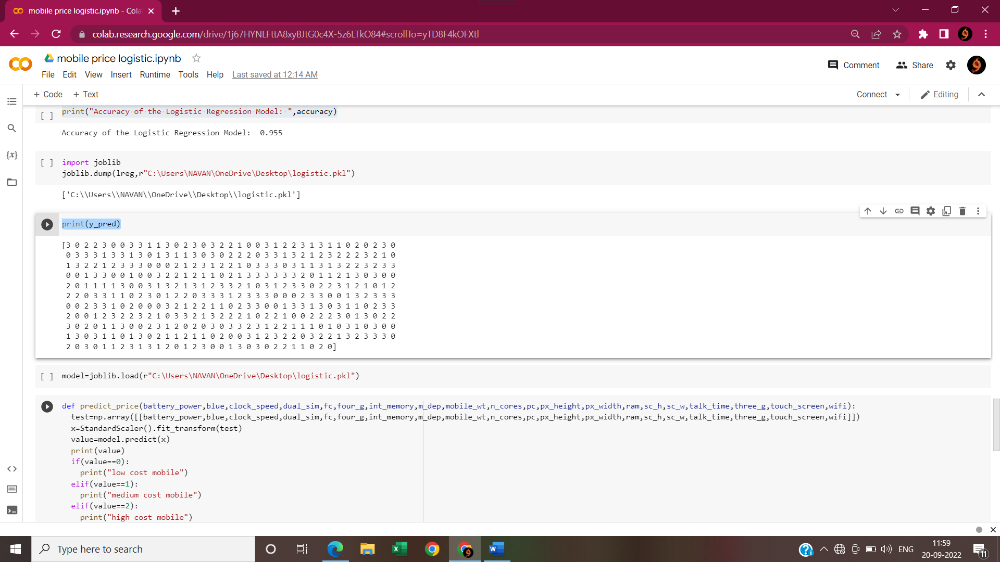 mobile price logistic.ipynb - Cola
colab.research.google.com/drive/1j67HYNLFttA8xyBJtG0c4X-5z6LTkO84#scrollTo=yTD8F4kOFXtl
mobile price logistic.ipynb
File Edit View Insert Runtime Tools Help Last saved at 12:14 AM
Comment Share
+ Code + Text
Connect Editing
[ ] print("Accuracy of the Logistic Regression Model: ",accuracy)
Accuracy of the Logistic Regression Model:  0.955
[ ] import joblib
joblib.dump(lreg,r"C:\Users\NAVAN\OneDrive\Desktop\logistic.pkl")
['C:\\Users\\NAVAN\\OneDrive\\Desktop\\logistic.pkl']
print(y_pred)
[3 0 2 2 3 0 0 3 3 1 1 3 0 2 3 0 3 2 2 1 0 0 3 1 2 2 3 1 3 1 1 0 2 0 2 3 0
0 3 3 3 1 3 3 1 3 0 1 3 1 1 3 0 3 0 2 2 2 0 3 3 1 3 2 1 2 3 2 2 2 3 2 1 0
1 3 2 2 1 2 3 3 3 0 0 0 2 1 2 3 1 2 2 1 0 3 3 3 0 3 1 1 3 1 3 2 2 3 2 3 3
0 0 1 3 3 0 0 1 0 0 3 2 2 1 2 1 1 0 2 1 3 3 3 3 3 3 2 0 1 1 2 1 3 0 3 0 0
2 0 1 1 1 1 3 0 0 3 1 3 2 1 3 1 2 3 3 2 1 0 3 1 2 3 3 0 2 2 3 1 2 1 0 1 2
2 2 0 3 3 1 1 0 2 3 0 1 2 2 0 3 3 3 1 2 3 3 3 0 0 0 2 3 3 0 0 1 3 2 3 3 3
0 0 2 3 3 1 0 2 0 0 0 3 2 1 2 2 1 1 0 2 3 3 0 0 1 3 3 1 3 0 3 1 1 0 2 3 3
2 0 0 1 2 3 2 2 3 2 1 0 3 3 2 1 3 2 2 2 1 0 2 2 1 0 0 2 2 2 3 0 1 3 0 2 2
3 0 2 0 1 1 3 0 0 2 3 1 2 0 2 0 3 0 3 3 2 3 1 2 2 1 1 1 0 1 0 3 1 0 3 0 0
1 3 0 3 1 1 0 1 3 0 2 1 1 2 1 1 0 2 0 0 3 1 2 3 2 2 0 3 2 2 1 3 2 3 3 3 0
2 0 3 0 1 1 2 3 1 3 1 2 0 1 2 3 0 0 1 3 0 3 0 2 2 1 1 0 2 0]
[ ] model=joblib.load(r"C:\Users\NAVAN\OneDrive\Desktop\logistic.pkl")
def predict_price(battery_power,blue,clock_speed,dual_sim,fc,four_g,int_memory,m_dep,mobile_wt,n_cores,pc,px_height,px_width,ram,sc_h,sc_w,talk_time,three_g,touch_screen,wifi):
test=np.array([[battery_power,blue,clock_speed,dual_sim,fc,four_g,int_memory,m_dep,mobile_wt,n_cores,pc,px_height,px_width,ram,sc_h,sc_w,talk_time,three_g,touch_screen,wifi]])
x=StandardScaler().fit_transform(test)
value=model.predict(x)
print(value)
if(value==0):
print("low cost mobile")
elif(value==1):
print("medium cost mobile")
elif(value==2):
print("high cost mobile")
Type here to search
ENG
11:59
20-09-2022
11